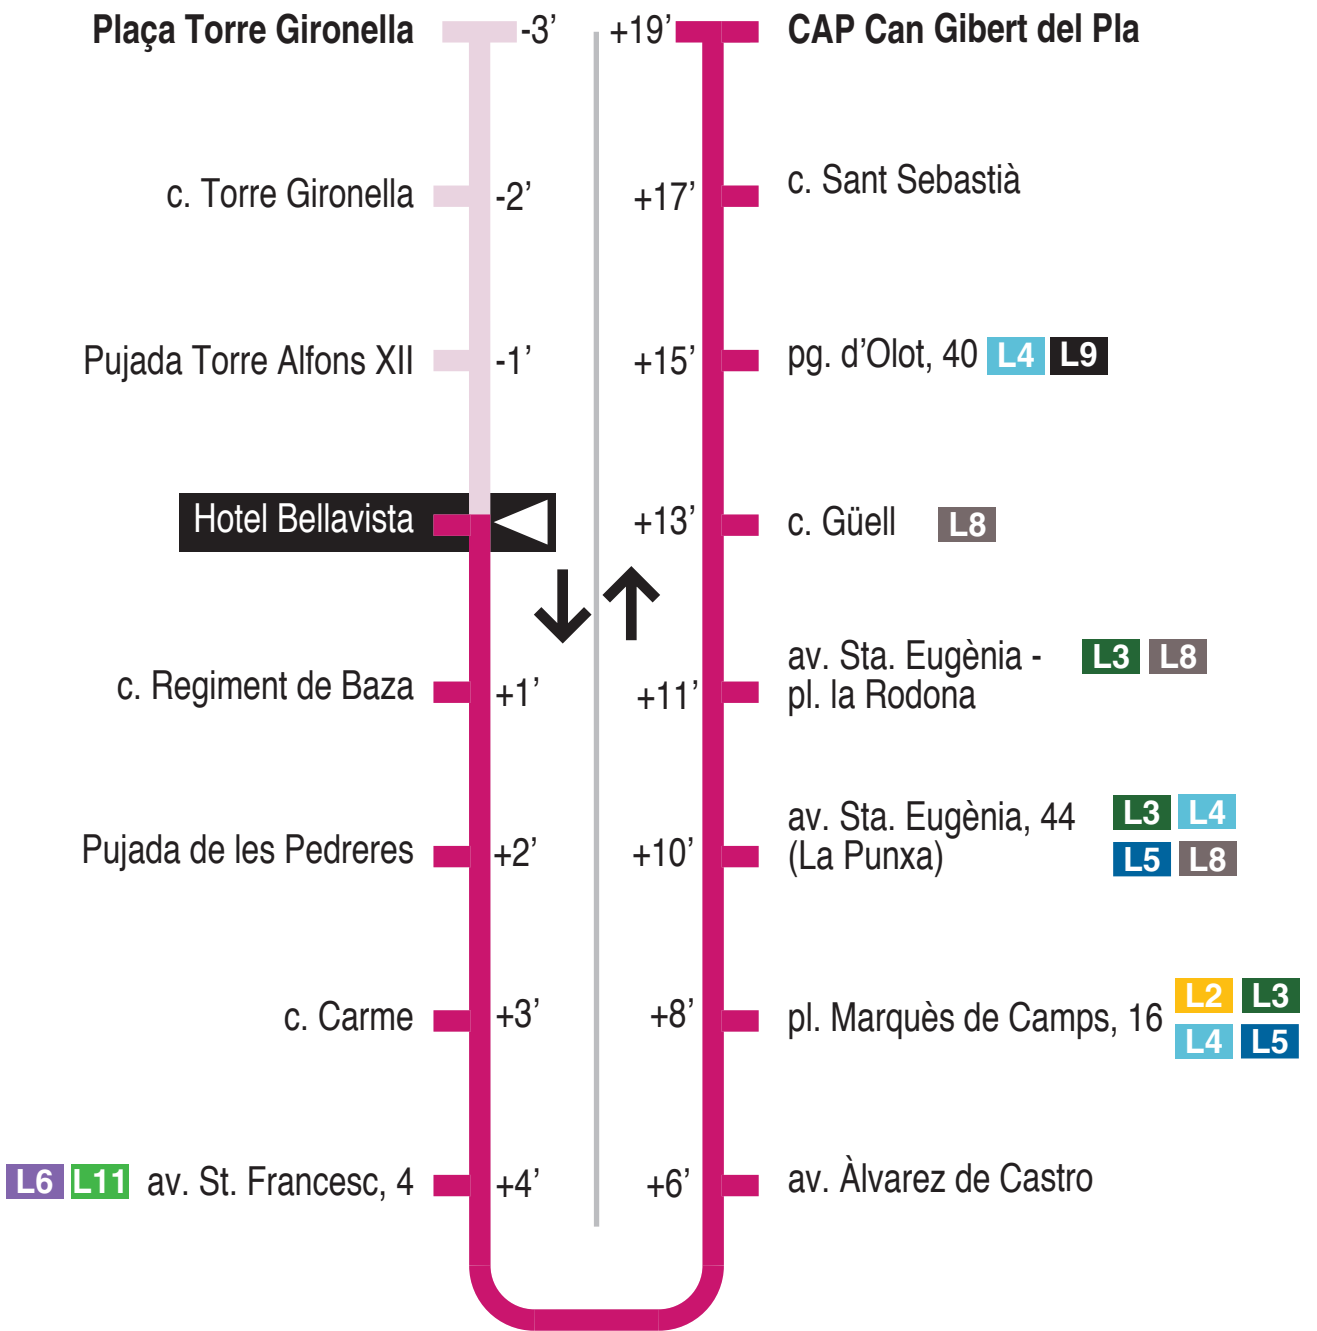 Plaça Torre Gironella -3’
c. Torre Gironella -2’
Pujada Torre Alfons XII -1’
Hotel Bellavista
c. Regiment de Baza +1’
Pujada de les Pedreres +2’
c. Carme +3’
L6 L11 av. St. Francesc, 4 +4’
+19’ CAP Can Gibert del Pla
+17’ c. Sant Sebastià
+15’ pg. d’Olot, 40 L4 L9
+13’ c. Güell L8
+11’ av. Sta. Eugènia - L3 L8
pl. la Rodona
+10’ av. Sta. Eugènia, 44 L3 L4
(La Punxa) L5 L8
+8’ pl. Marquès de Camps, 16 L2 L3
L4 L5
+6’ av. Àlvarez de Castro